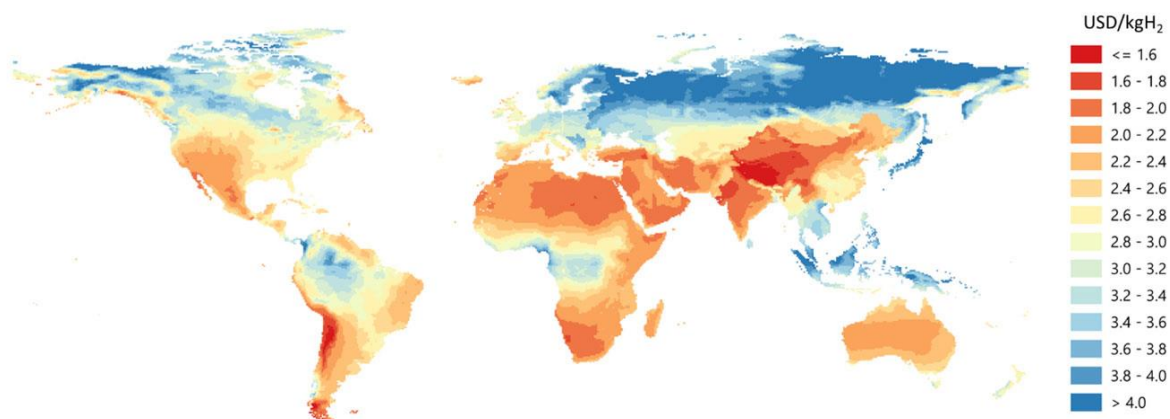 USD/kgH₂
<= 1.6
1.6 - 1.8
1.8 - 2.0
2.0 - 2.2
2.2 - 2.4
2.4 - 2.6
2.6 - 2.8
2.8 - 3.0
3.0 - 3.2
3.2 - 3.4
3.4 - 3.6
3.6 - 3.8
3.8 - 4.0
> 4.0